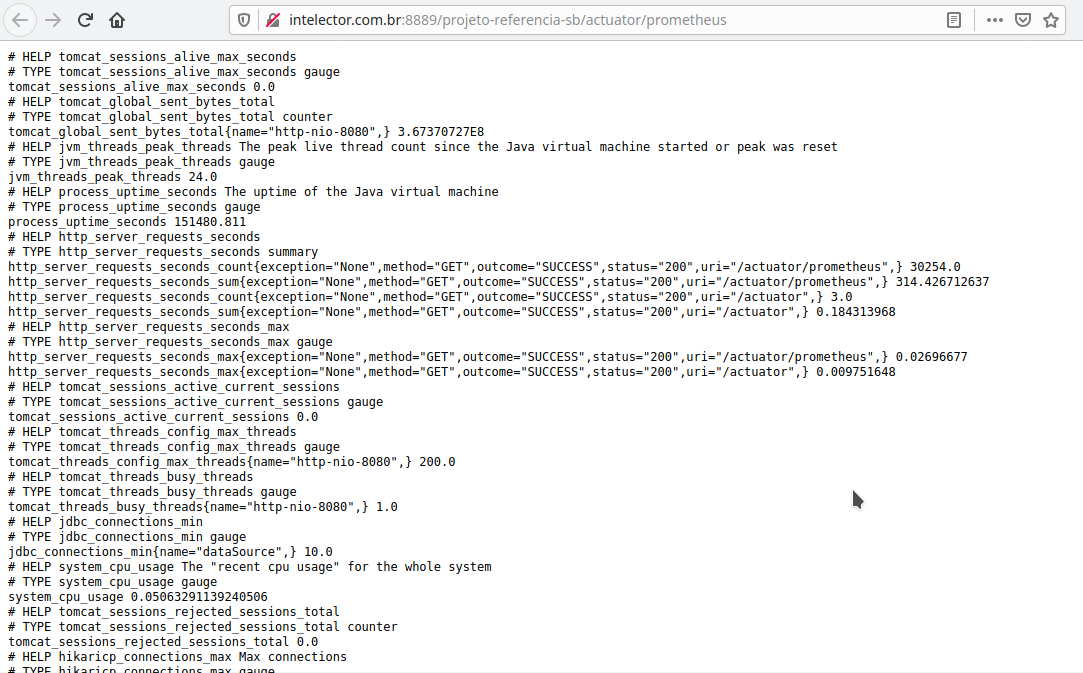 intelector.com.br:8889/projeto-referencia-sb/actuator/prometheus
# HELP tomcat_sessions_alive_max_seconds
# TYPE tomcat_sessions_alive_max_seconds gauge
tomcat_sessions_alive_max_seconds 0.0
# HELP tomcat_global_sent_bytes_total
# TYPE tomcat_global_sent_bytes_total counter
tomcat_global_sent_bytes_total{name="http-nio-8080",} 3.67370727E8
# HELP jvm_threads_peak_threads The peak live thread count since the Java virtual machine started or peak was reset
# TYPE jvm_threads_peak_threads gauge
jvm_threads_peak_threads 24.0
# HELP process_uptime_seconds The uptime of the Java virtual machine
# TYPE process_uptime_seconds gauge
process_uptime_seconds 151480.811
# HELP http_server_requests_seconds
# TYPE http_server_requests_seconds summary
http_server_requests_seconds_count{exception="None",method="GET",outcome="SUCCESS",status="200",uri="/actuator/prometheus",} 30254.0
http_server_requests_seconds_sum{exception="None",method="GET",outcome="SUCCESS",status="200",uri="/actuator/prometheus",} 314.426712637
http_server_requests_seconds_count{exception="None",method="GET",outcome="SUCCESS",status="200",uri="/actuator",} 3.0
http_server_requests_seconds_sum{exception="None",method="GET",outcome="SUCCESS",status="200",uri="/actuator",} 0.184313968
# HELP http_server_requests_seconds_max
# TYPE http_server_requests_seconds_max gauge
http_server_requests_seconds_max{exception="None",method="GET",outcome="SUCCESS",status="200",uri="/actuator/prometheus",} 0.02696677
http_server_requests_seconds_max{exception="None",method="GET",outcome="SUCCESS",status="200",uri="/actuator",} 0.009751648
# HELP tomcat_sessions_active_current_sessions
# TYPE tomcat_sessions_active_current_sessions gauge
tomcat_sessions_active_current_sessions 0.0
# HELP tomcat_threads_config_max_threads
# TYPE tomcat_threads_config_max_threads gauge
tomcat_threads_config_max_threads{name="http-nio-8080",} 200.0
# HELP tomcat_threads_busy_threads
# TYPE tomcat_threads_busy_threads gauge
tomcat_threads_busy_threads{name="http-nio-8080",} 1.0
# HELP jdbc_connections_min
# TYPE jdbc_connections_min gauge
jdbc_connections_min{name="dataSource",} 10.0
# HELP system_cpu_usage The "recent cpu usage" for the whole system
# TYPE system_cpu_usage gauge
system_cpu_usage 0.05063291139240506
# HELP tomcat_sessions_rejected_sessions_total
# TYPE tomcat_sessions_rejected_sessions_total counter
tomcat_sessions_rejected_sessions_total 0.0
# HELP hikaricp_connections_max Max connections
# TYPE hikaricp_connections_max gauge